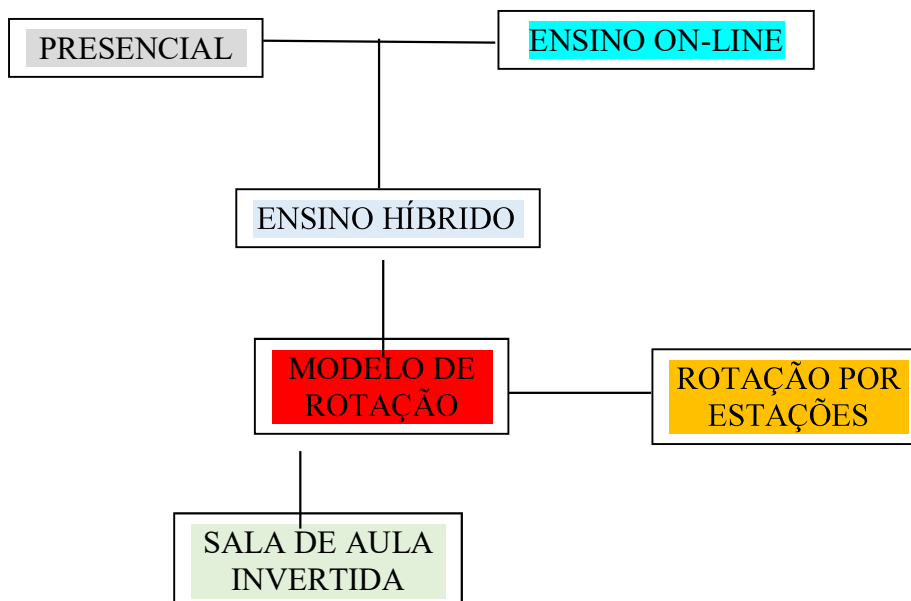 PRESENCIAL
ENSINO ON-LINE
ENSINO HÍBRIDO
MODELO DE
ROTAÇÃO
ROTAÇÃO POR
ESTAÇÕES
SALA DE AULA
INVERTIDA